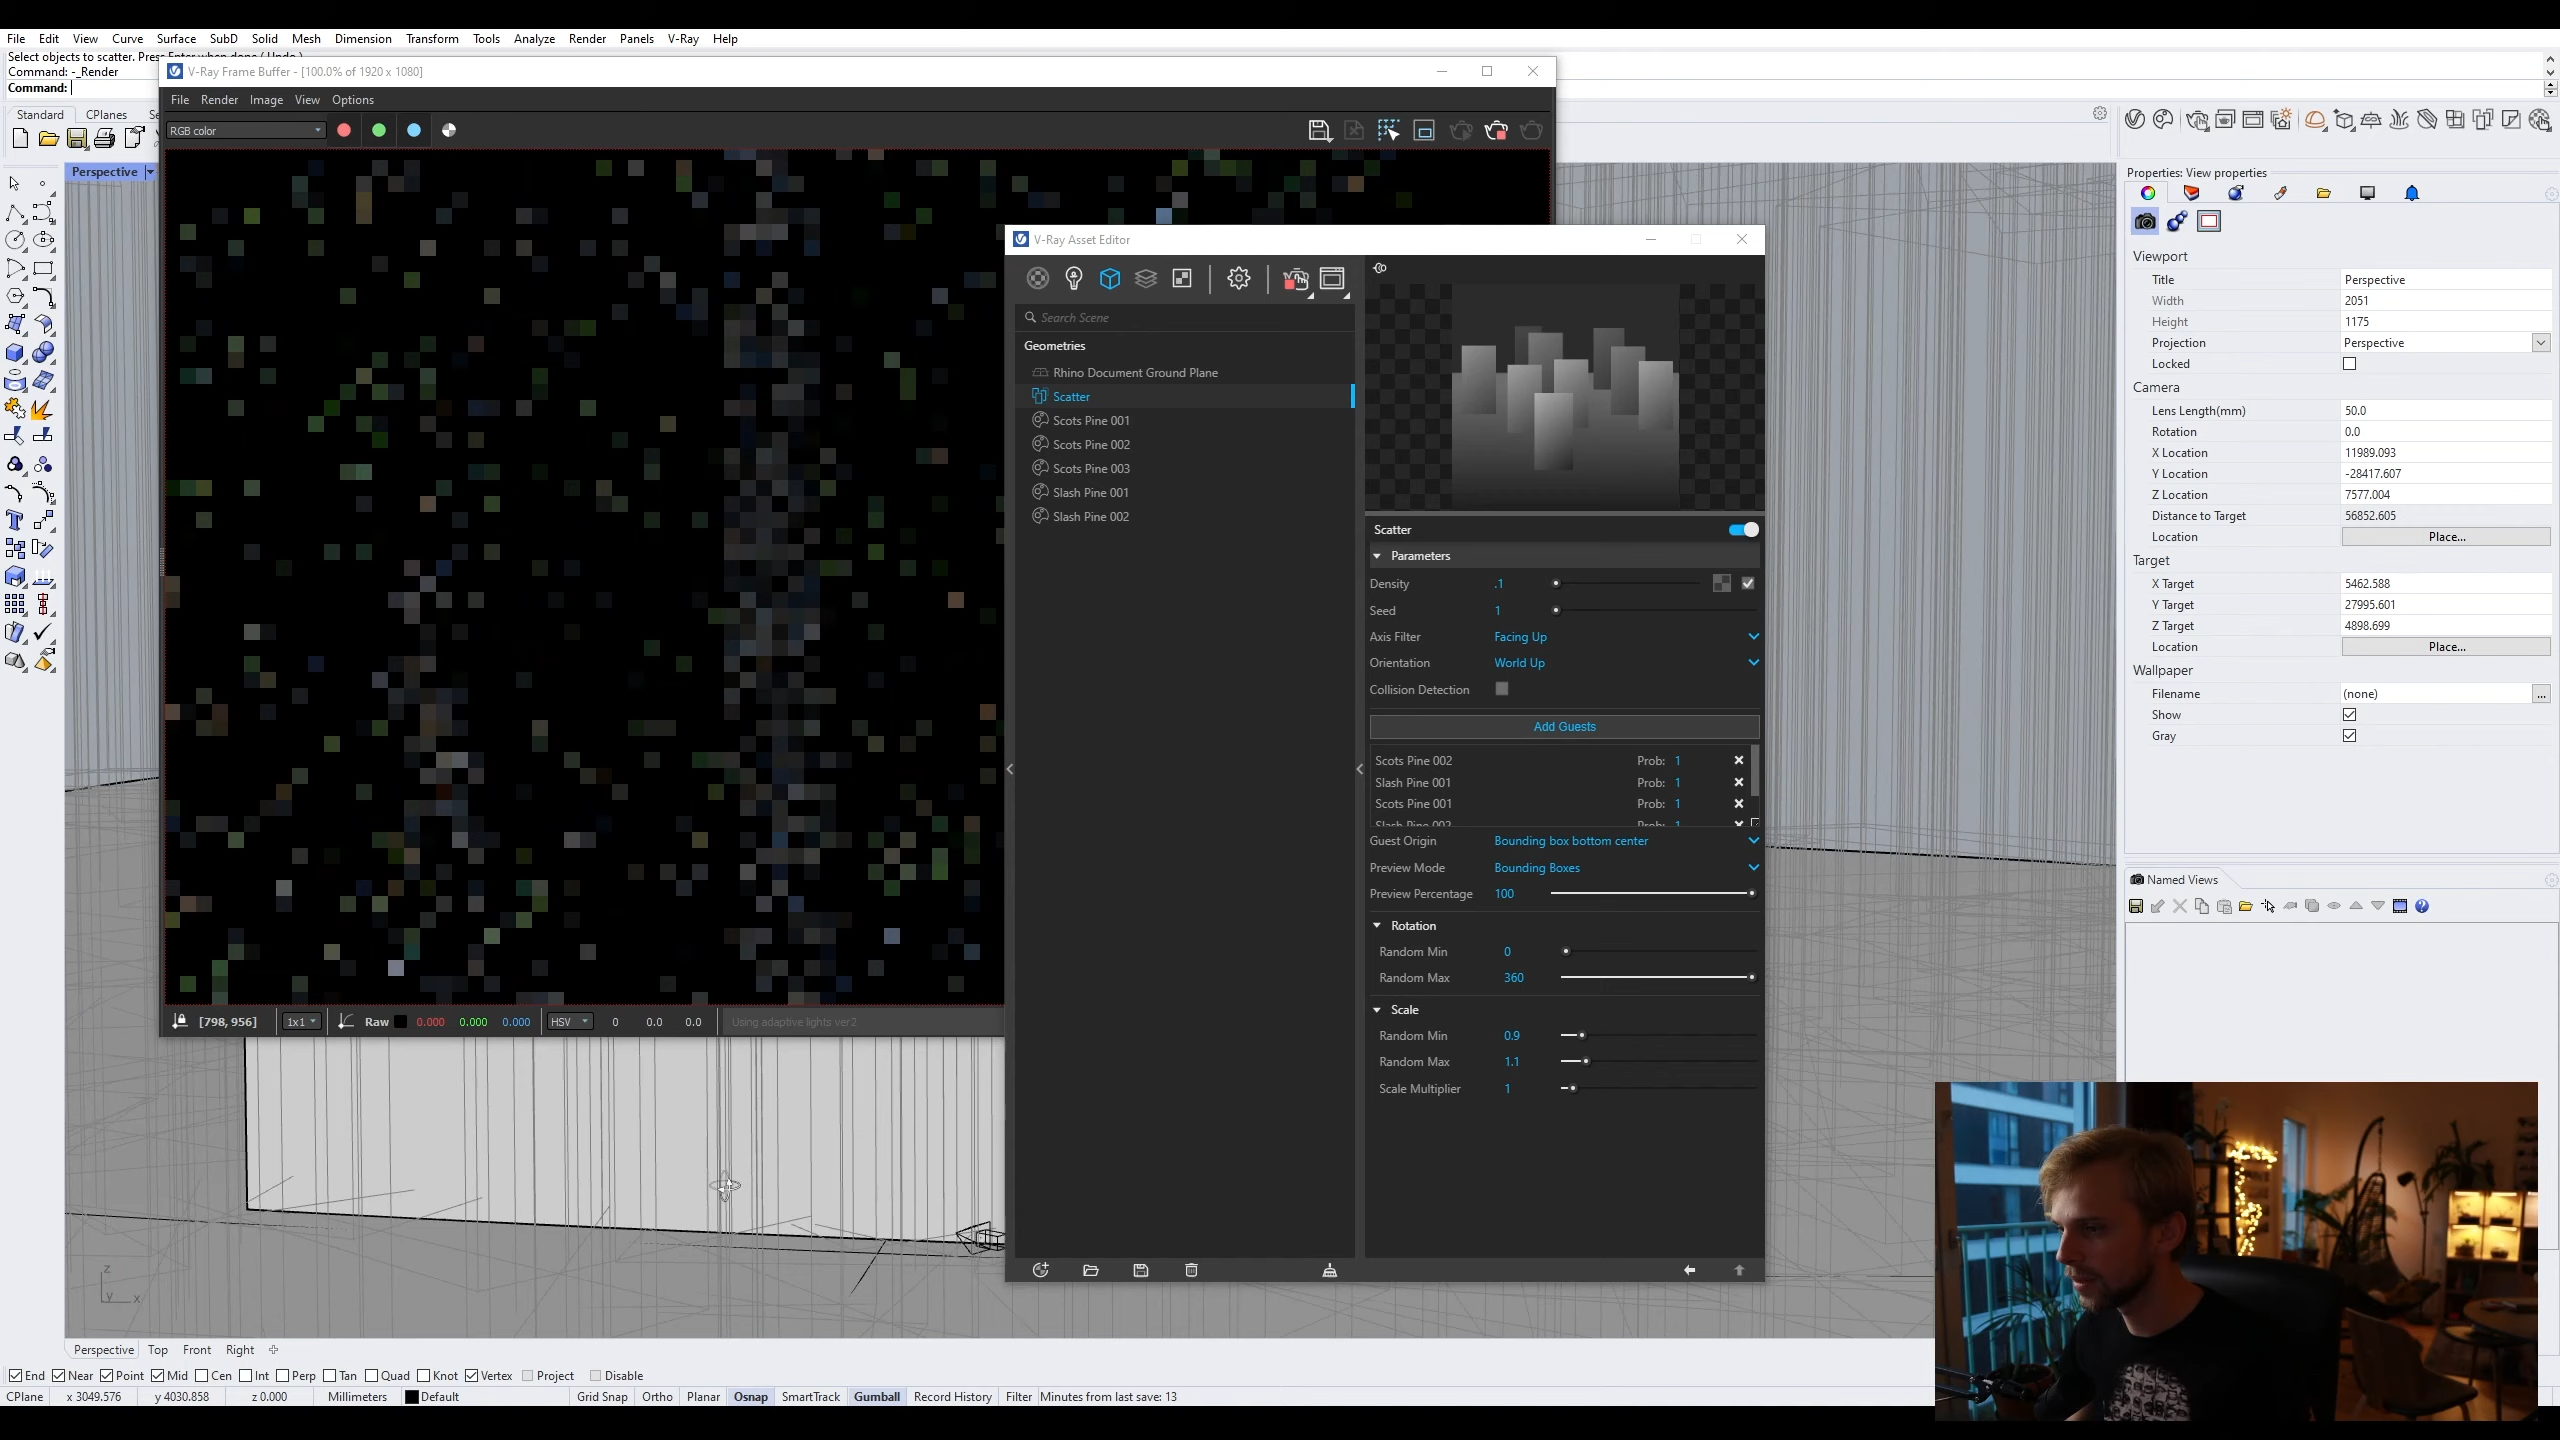 File Edit View Curve Surface SubD Solid Mesh Dimension Transform Tools Analyze Render Panels V-Ray Help
Select objects to scatter. Press Enter when done ( Undo )
Command: -_Render
Command:
Standard CPlanes
V-Ray Frame Buffer - [100.0% of 1920 x 1080]
File Render Image View Options
RGB color
Perspective
[798, 956] 1x1 Raw 0.000 0.000 0.000 HSV 0 0.0 0.0 Using adaptive lights ver2
V-Ray Asset Editor
Search Scene
Geometries
Rhino Document Ground Plane
Scatter
Scots Pine 001
Scots Pine 002
Scots Pine 003
Slash Pine 001
Slash Pine 002
Scatter
Parameters
Density .1
Seed 1
Axis Filter Facing Up
Orientation World Up
Collision Detection
Add Guests
Scots Pine 002 Prob: 1
Slash Pine 001 Prob: 1
Scots Pine 001 Prob: 1
Slash Pine 002 Prob: 1
Guest Origin Bounding box bottom center
Preview Mode Bounding Boxes
Preview Percentage 100
Rotation
Random Min 0
Random Max 360
Scale
Random Min 0.9
Random Max 1.1
Scale Multiplier 1
Properties: View properties
Viewport
Title Perspective
Width 2051
Height 1175
Projection Perspective
Locked
Camera
Lens Length(mm) 50.0
Rotation 0.0
X Location 11989.093
Y Location -28417.607
Z Location 7577.004
Distance to Target 56852.605
Location Place...
Target
X Target 5462.588
Y Target 27995.601
Z Target 4898.699
Location Place...
Wallpaper
Filename (none) ...
Show
Gray
Named Views
z
y x
Perspective Top Front Right
End Near Point Mid Cen Int Perp Tan Quad Knot Vertex Project Disable
CPlane x 3049.576 y 4030.858 z 0.000 Millimeters Default Grid Snap Ortho Planar Osnap SmartTrack Gumball Record History Filter Minutes from last save: 13